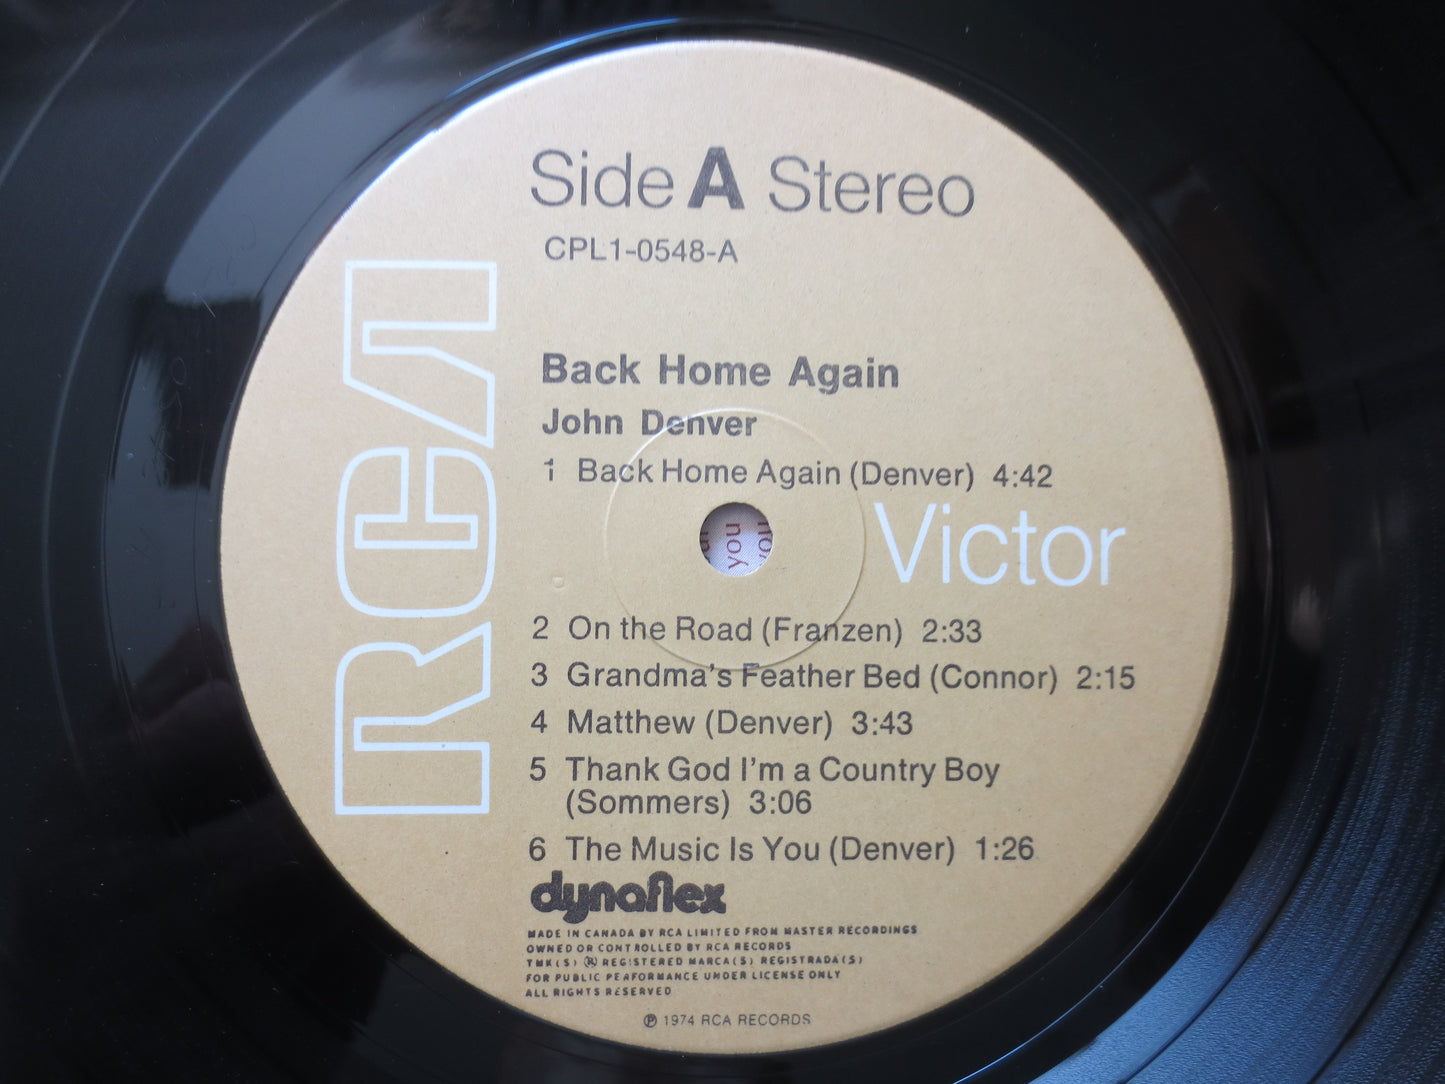 Side A Stereo
CPL1-0548-A
RCA
Back Home Again
John Denver
1 Back Home Again (Denver) 4:42
Victor
you
2 On the Road (Franzen) 2:33
3 Grandma's Feather Bed (Connor) 2:15
4 Matthew (Denver) 3:43
5 Thank God I'm a Country Boy
(Sommers) 3:06
6 The Music Is You (Denver) 1:26
dynaflex
MADE IN CANADA BY RCA LIMITED FROM MASTER RECORDINGS
OWNED OR CONTROLLED BY RCA RECORDS
TMK(S) ® REGISTERED MARCA(S) REGISTRADA(S)
FOR PUBLIC PERFORMANCE UNDER LICENSE ONLY
ALL RIGHTS RESERVED
℗ 1974 RCA RECORDS